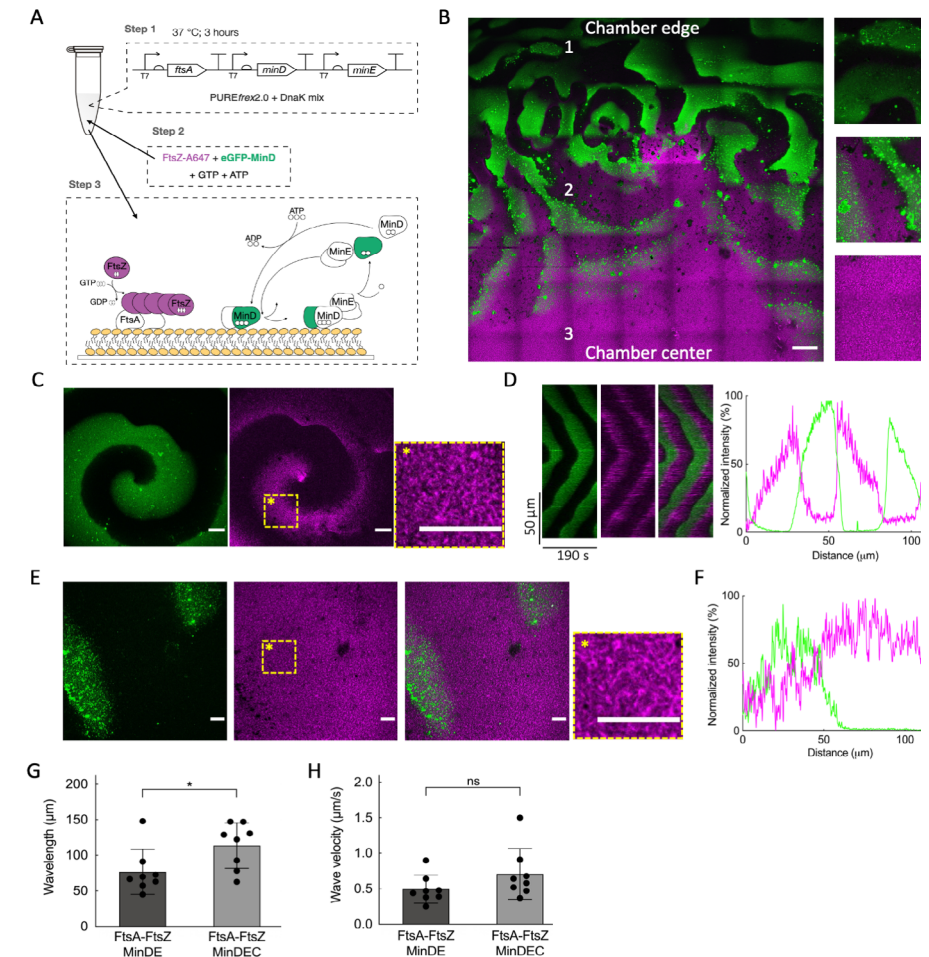 A
Step 1
37 °C; 3 hours
T7
ftsA
T7
minD
T7
minE
PUREfrex2.0 + DnaK mix
Step 2
FtsZ-A647 + eGFP-MinD
+ GTP + ATP
Step 3
FtsZ
GTP
GDP
FtsZ
FtsA
ATP
ADP
MinD
MinE
MinD
MinE
MinD
B
Chamber edge
1
2
3
Chamber center
C
*
*
D
50 µm
190 s
Normalized intensity (%)
100
50
0
0
50
100
Distance (µm)
E
*
*
F
Normalized intensity (%)
100
50
0
0
50
100
Distance (µm)
G
Wavelength (µm)
200
150
100
50
0
*
FtsA-FtsZ
MinDE
FtsA-FtsZ
MinDEC
H
Wave velocity (µm/s)
2.0
1.5
1.0
0.5
0.0
ns
FtsA-FtsZ
MinDE
FtsA-FtsZ
MinDEC